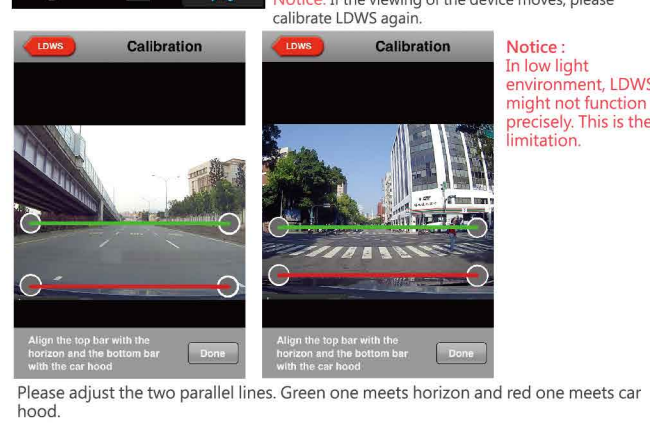 Notice: If the viewing of the device moves, please
calibrate LDWS again.
LDWS
Calibration
Align the top bar with the
horizon and the bottom bar
with the car hood
Done
LDWS
Calibration
Align the top bar with the
horizon and the bottom bar
with the car hood
Done
Notice :
In low light
environment, LDWS
might not function
precisely. This is the
limitation.
Please adjust the two parallel lines. Green one meets horizon and red one meets car
hood.